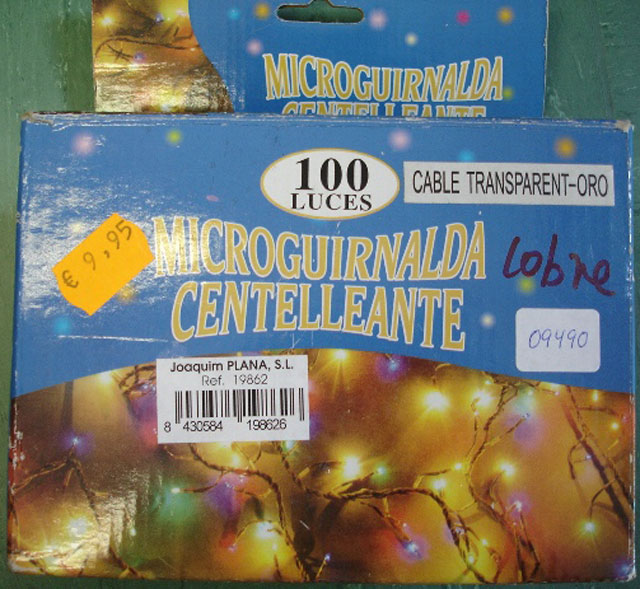 MICROGUIRNALDA
CENTELLEANTE
100
LUCES
CABLE TRANSPARENT-ORO
€ 9,95
MICROGUIRNALDA
CENTELLEANTE
Cobre
09490
Joaquim PLANA, S.L.
Ref. 19862
8 430584 198626